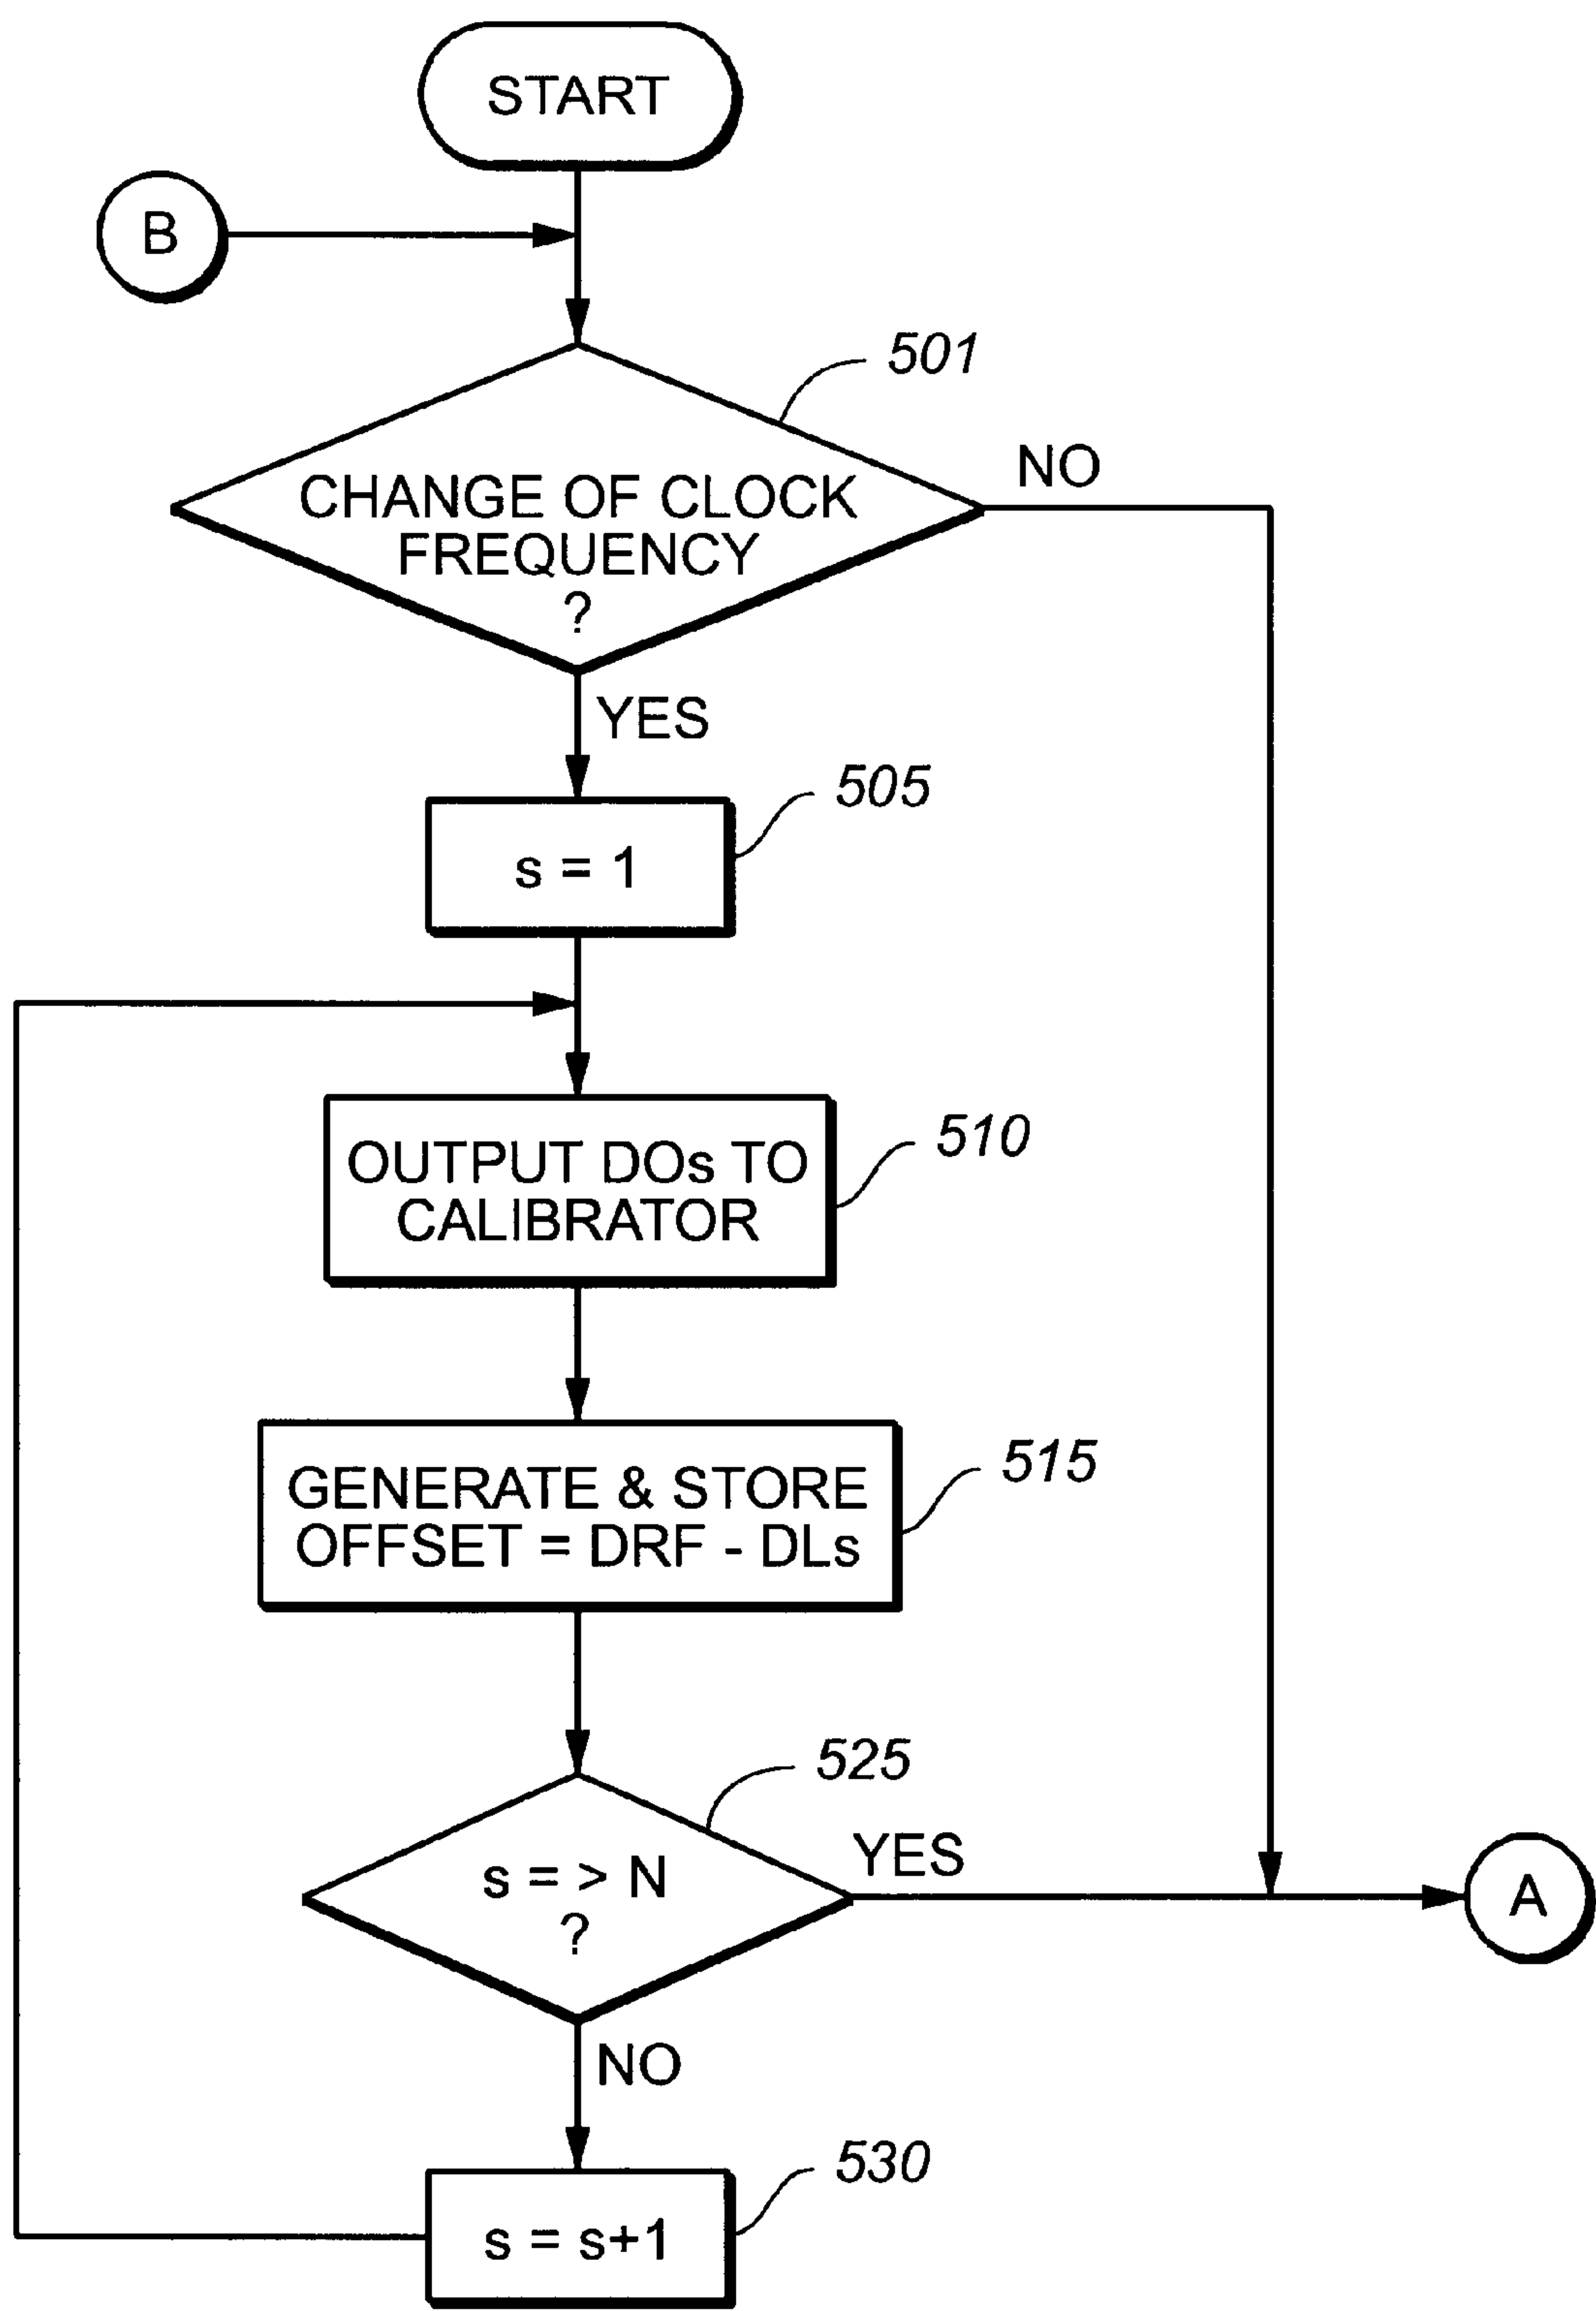 START
B
501
CHANGE OF CLOCK
FREQUENCY
?
NO
YES
505
s = 1
510
OUTPUT DOs TO
CALIBRATOR
515
GENERATE & STORE
OFFSET = DRF - DLs
525
s = > N
?
YES
A
NO
530
s = s+1